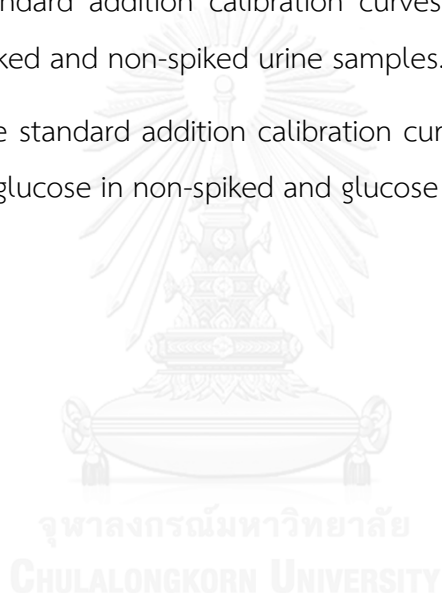 ndard addition calibration curves
ked and non-spiked urine samples.
e standard addition calibration cur
glucose in non-spiked and glucose
จุฬาลงกรณ์มหาวิทยาลัย
CHULALONGKORN UNIVERSITY